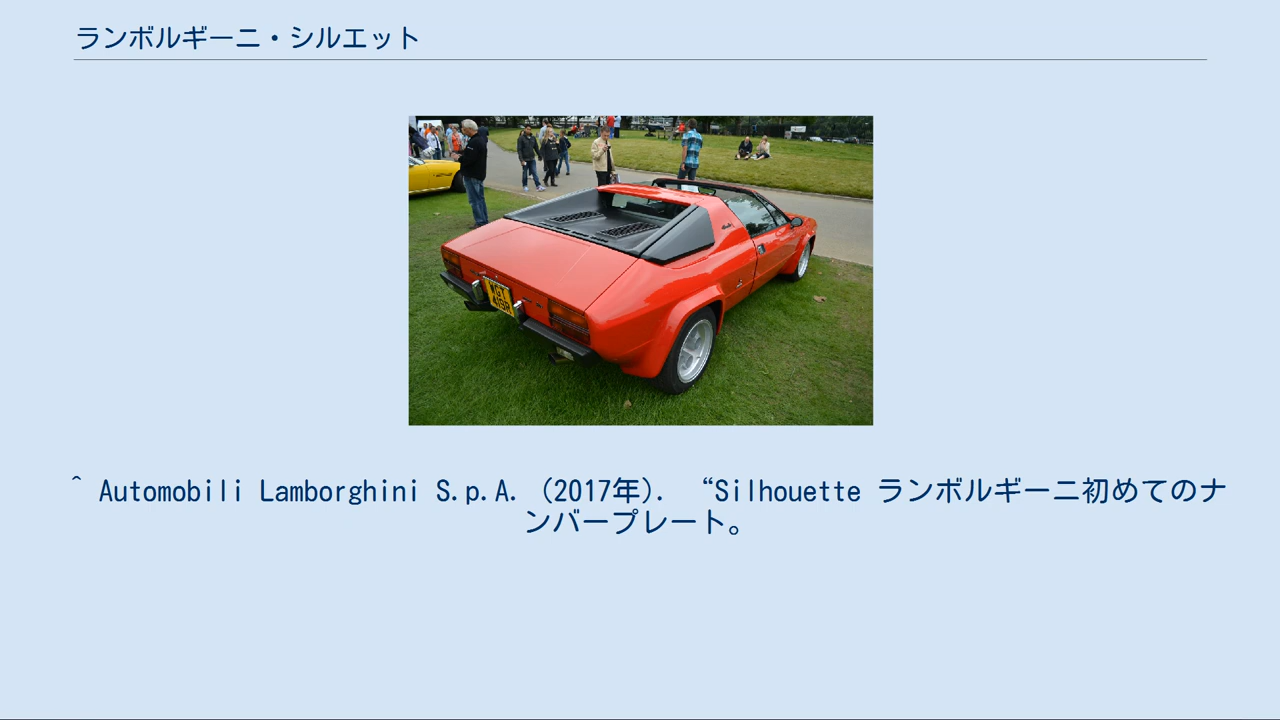 ランボルギーニ・シルエット
WGT
419R
^ Automobili Lamborghini S.p.A. (2017年). “Silhouette ランボルギーニ初めてのナ
ンバープレート。